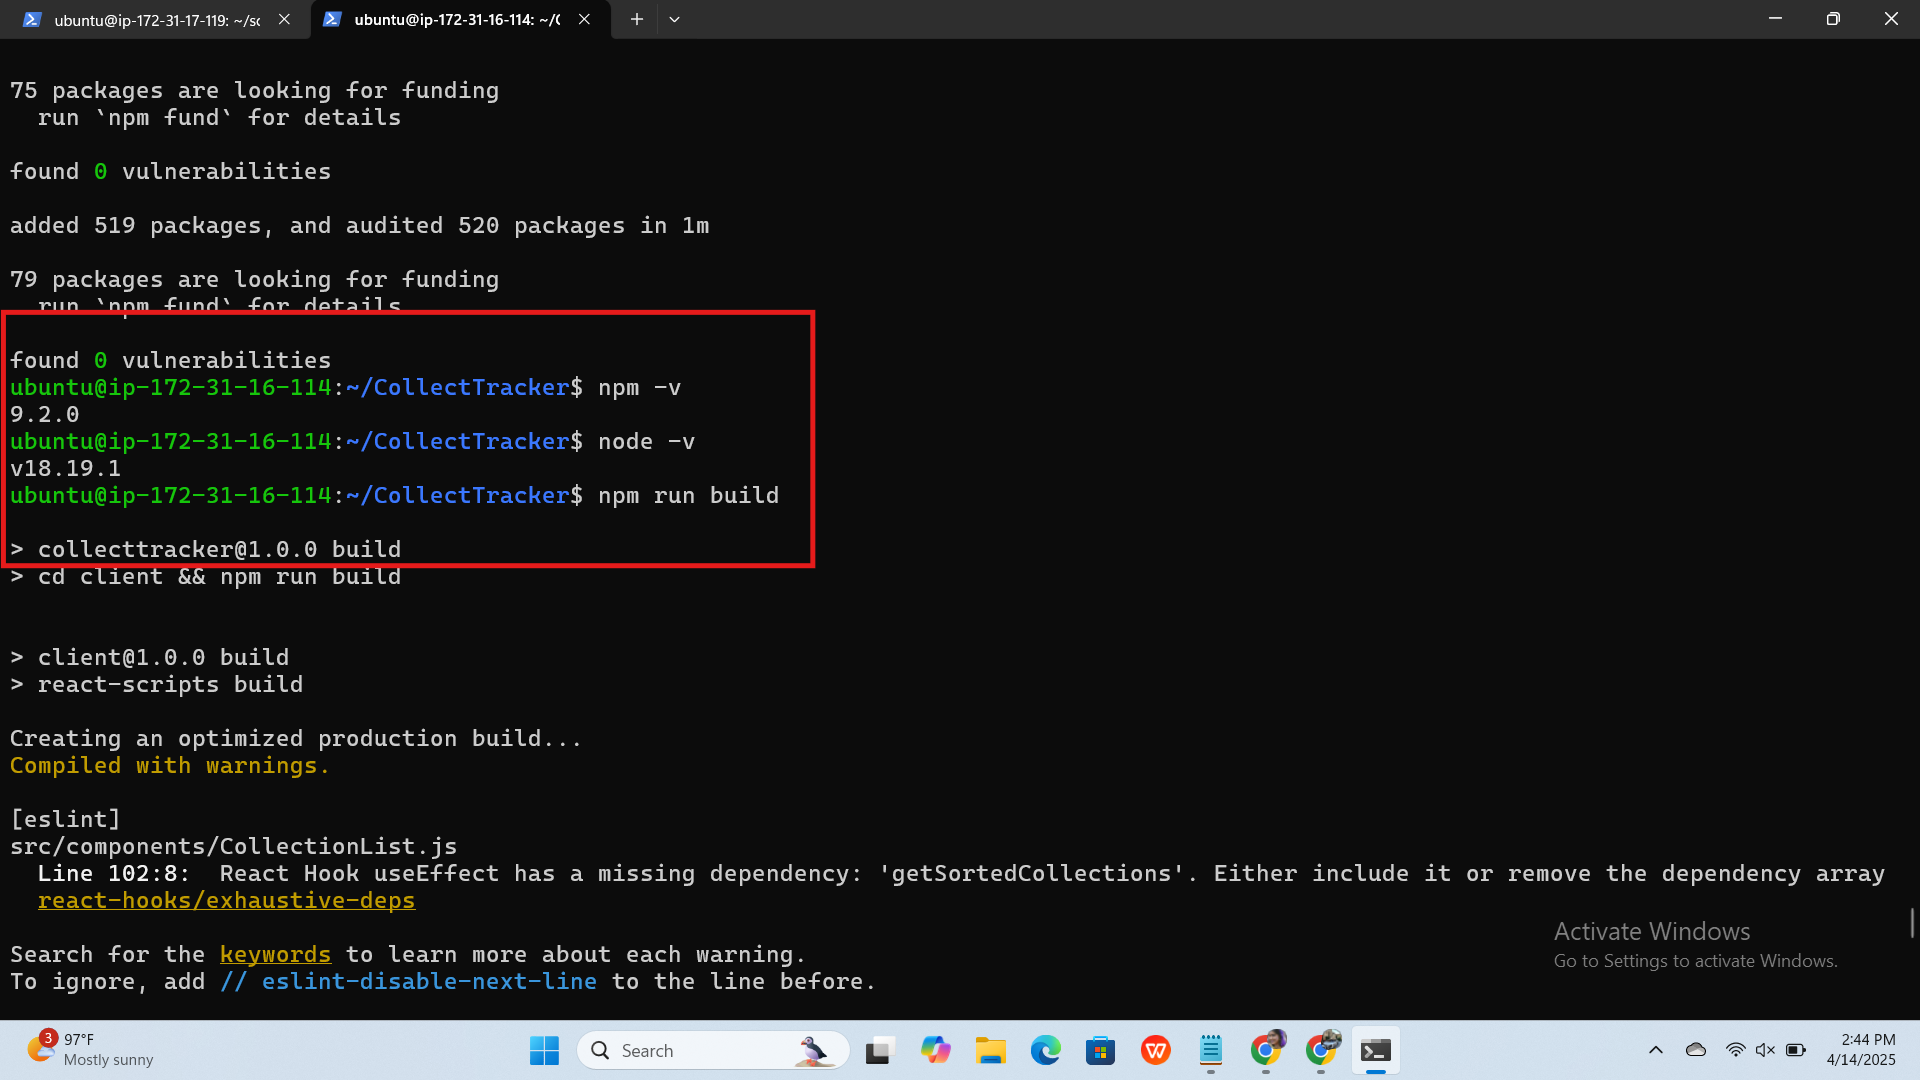 ubuntu@ip-172-31-17-119: ~/sc
ubuntu@ip-172-31-16-114: ~/C
75 packages are looking for funding
  run `npm fund` for details
found 0 vulnerabilities
added 519 packages, and audited 520 packages in 1m
79 packages are looking for funding
  run `npm fund` for details
found 0 vulnerabilities
ubuntu@ip-172-31-16-114:~/CollectTracker$ npm -v
9.2.0
ubuntu@ip-172-31-16-114:~/CollectTracker$ node -v
v18.19.1
ubuntu@ip-172-31-16-114:~/CollectTracker$ npm run build
> collecttracker@1.0.0 build
> cd client && npm run build
> client@1.0.0 build
> react-scripts build
Creating an optimized production build...
Compiled with warnings.
[eslint]
src/components/CollectionList.js
  Line 102:8:  React Hook useEffect has a missing dependency: 'getSortedCollections'. Either include it or remove the dependency array
  react-hooks/exhaustive-deps
Search for the keywords to learn more about each warning.
To ignore, add // eslint-disable-next-line to the line before.
Activate Windows
Go to Settings to activate Windows.
3
97°F
Mostly sunny
Search
2:44 PM
4/14/2025